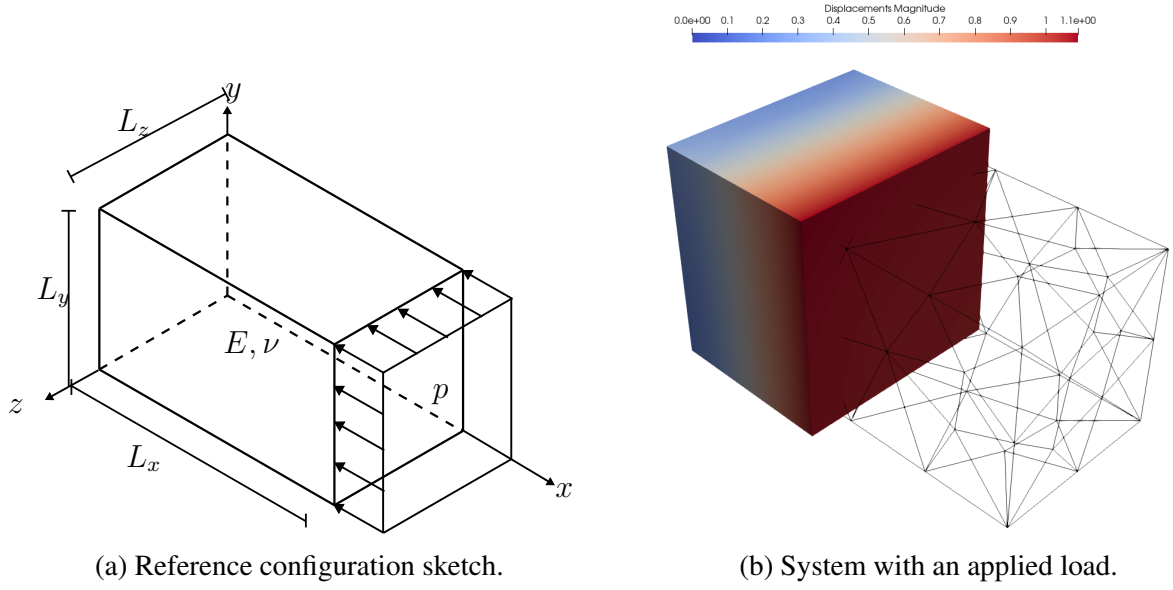 Displacements Magnitude
0.0e+00 0.1 0.2 0.3 0.4 0.5 0.6 0.7 0.8 0.9 1 1.1e+00
y
L_z
L_y
E, ν
z
p
L_x
x
(a) Reference configuration sketch.
(b) System with an applied load.